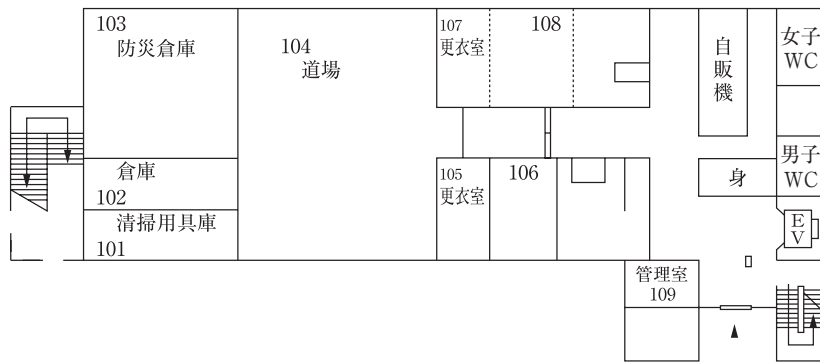 103
防災倉庫
104
道場
107
更衣室
108
自販機
女子
WC
倉庫
102
清掃用具庫
101
105
更衣室
106
身
男子
WC
EV
管理室
109